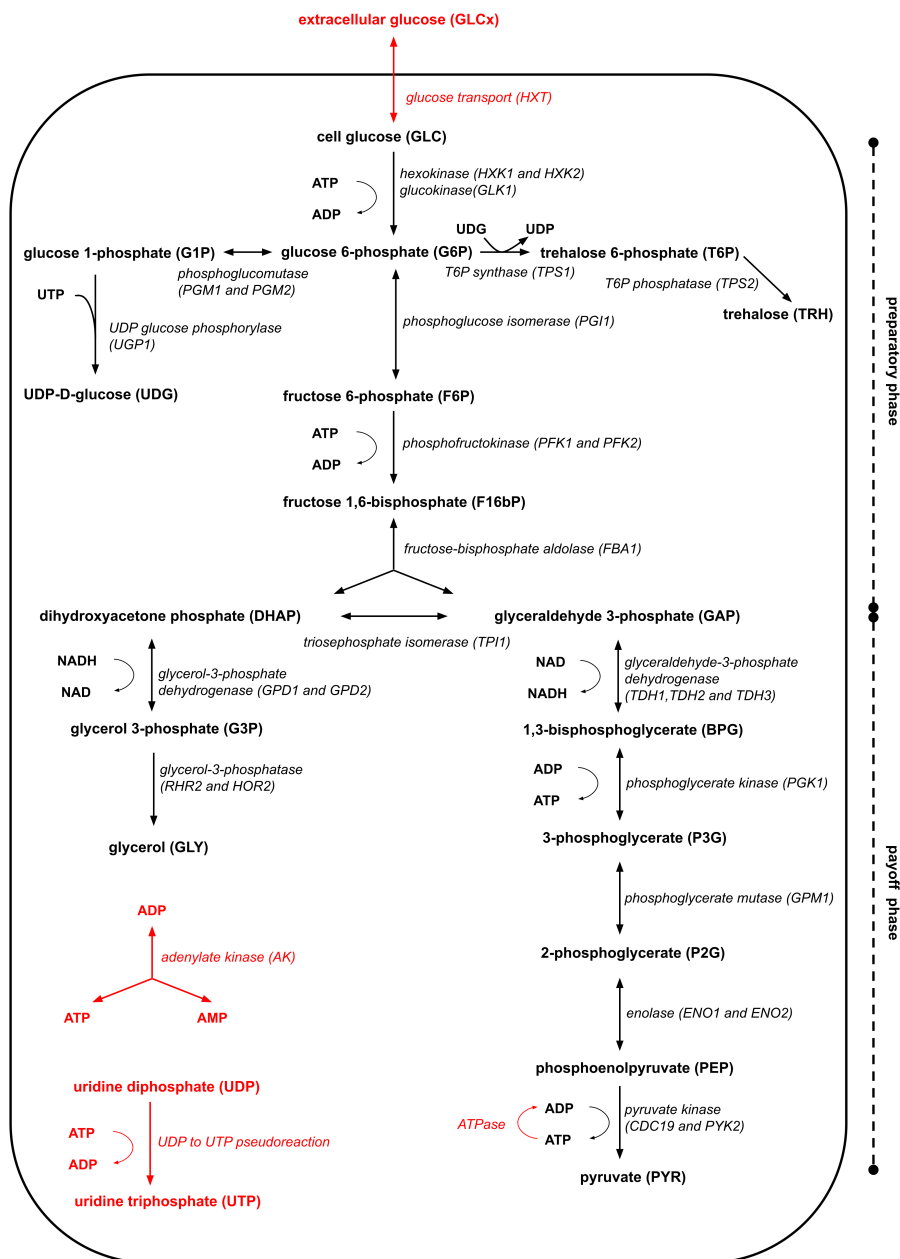 extracellular glucose (GLCx)
glucose transport (HXT)
cell glucose (GLC)
ATP
ADP
hexokinase (HXK1 and HXK2)
glucokinase(GLK1)
glucose 1-phosphate (G1P)
phosphoglucomutase
(PGM1 and PGM2)
glucose 6-phosphate (G6P)
UDG
UDP
T6P synthase (TPS1)
trehalose 6-phosphate (T6P)
T6P phosphatase (TPS2)
trehalose (TRH)
UTP
UDP glucose phosphorylase
(UGP1)
UDP-D-glucose (UDG)
phosphoglucose isomerase (PGI1)
fructose 6-phosphate (F6P)
ATP
ADP
phosphofructokinase (PFK1 and PFK2)
fructose 1,6-bisphosphate (F16bP)
fructose-bisphosphate aldolase (FBA1)
preparatory phase
dihydroxyacetone phosphate (DHAP)
triosephosphate isomerase (TPI1)
glyceraldehyde 3-phosphate (GAP)
NADH
NAD
glycerol-3-phosphate
dehydrogenase (GPD1 and GPD2)
NAD
NADH
glyceraldehyde-3-phosphate
dehydrogenase
(TDH1,TDH2 and TDH3)
glycerol 3-phosphate (G3P)
1,3-bisphosphoglycerate (BPG)
glycerol-3-phosphatase
(RHR2 and HOR2)
ADP
ATP
phosphoglycerate kinase (PGK1)
glycerol (GLY)
3-phosphoglycerate (P3G)
payoff phase
phosphoglycerate mutase (GPM1)
ADP
adenylate kinase (AK)
ATP
AMP
2-phosphoglycerate (P2G)
enolase (ENO1 and ENO2)
phosphoenolpyruvate (PEP)
uridine diphosphate (UDP)
ATP
ADP
UDP to UTP pseudoreaction
uridine triphosphate (UTP)
ATPase
ADP
ATP
pyruvate kinase
(CDC19 and PYK2)
pyruvate (PYR)